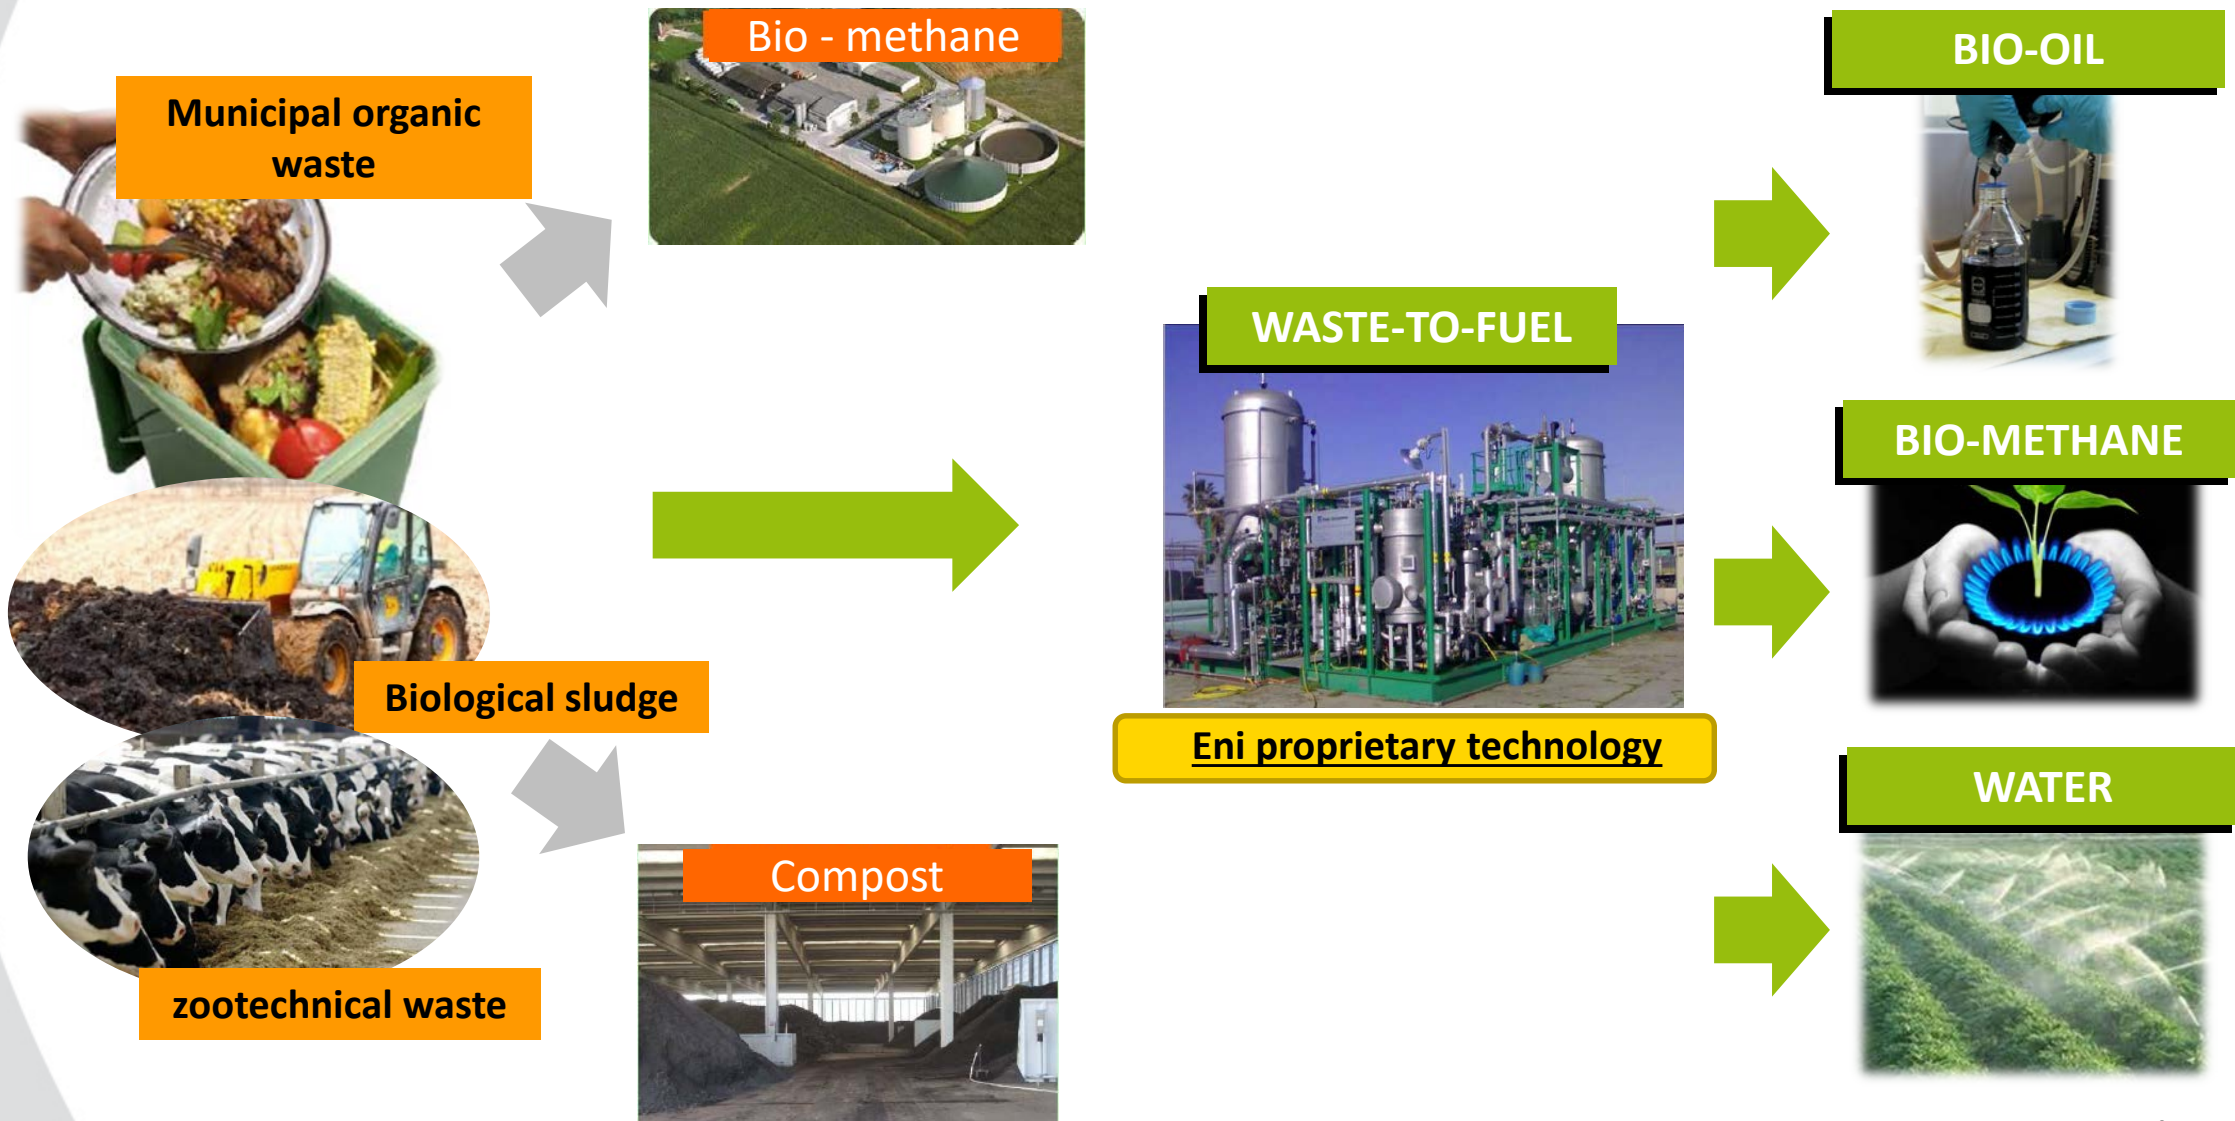 Municipal organic
waste
Bio - methane
BIO-OIL
WASTE-TO-FUEL
BIO-METHANE
Biological sludge
Eni proprietary technology
WATER
Compost
zootechnical waste